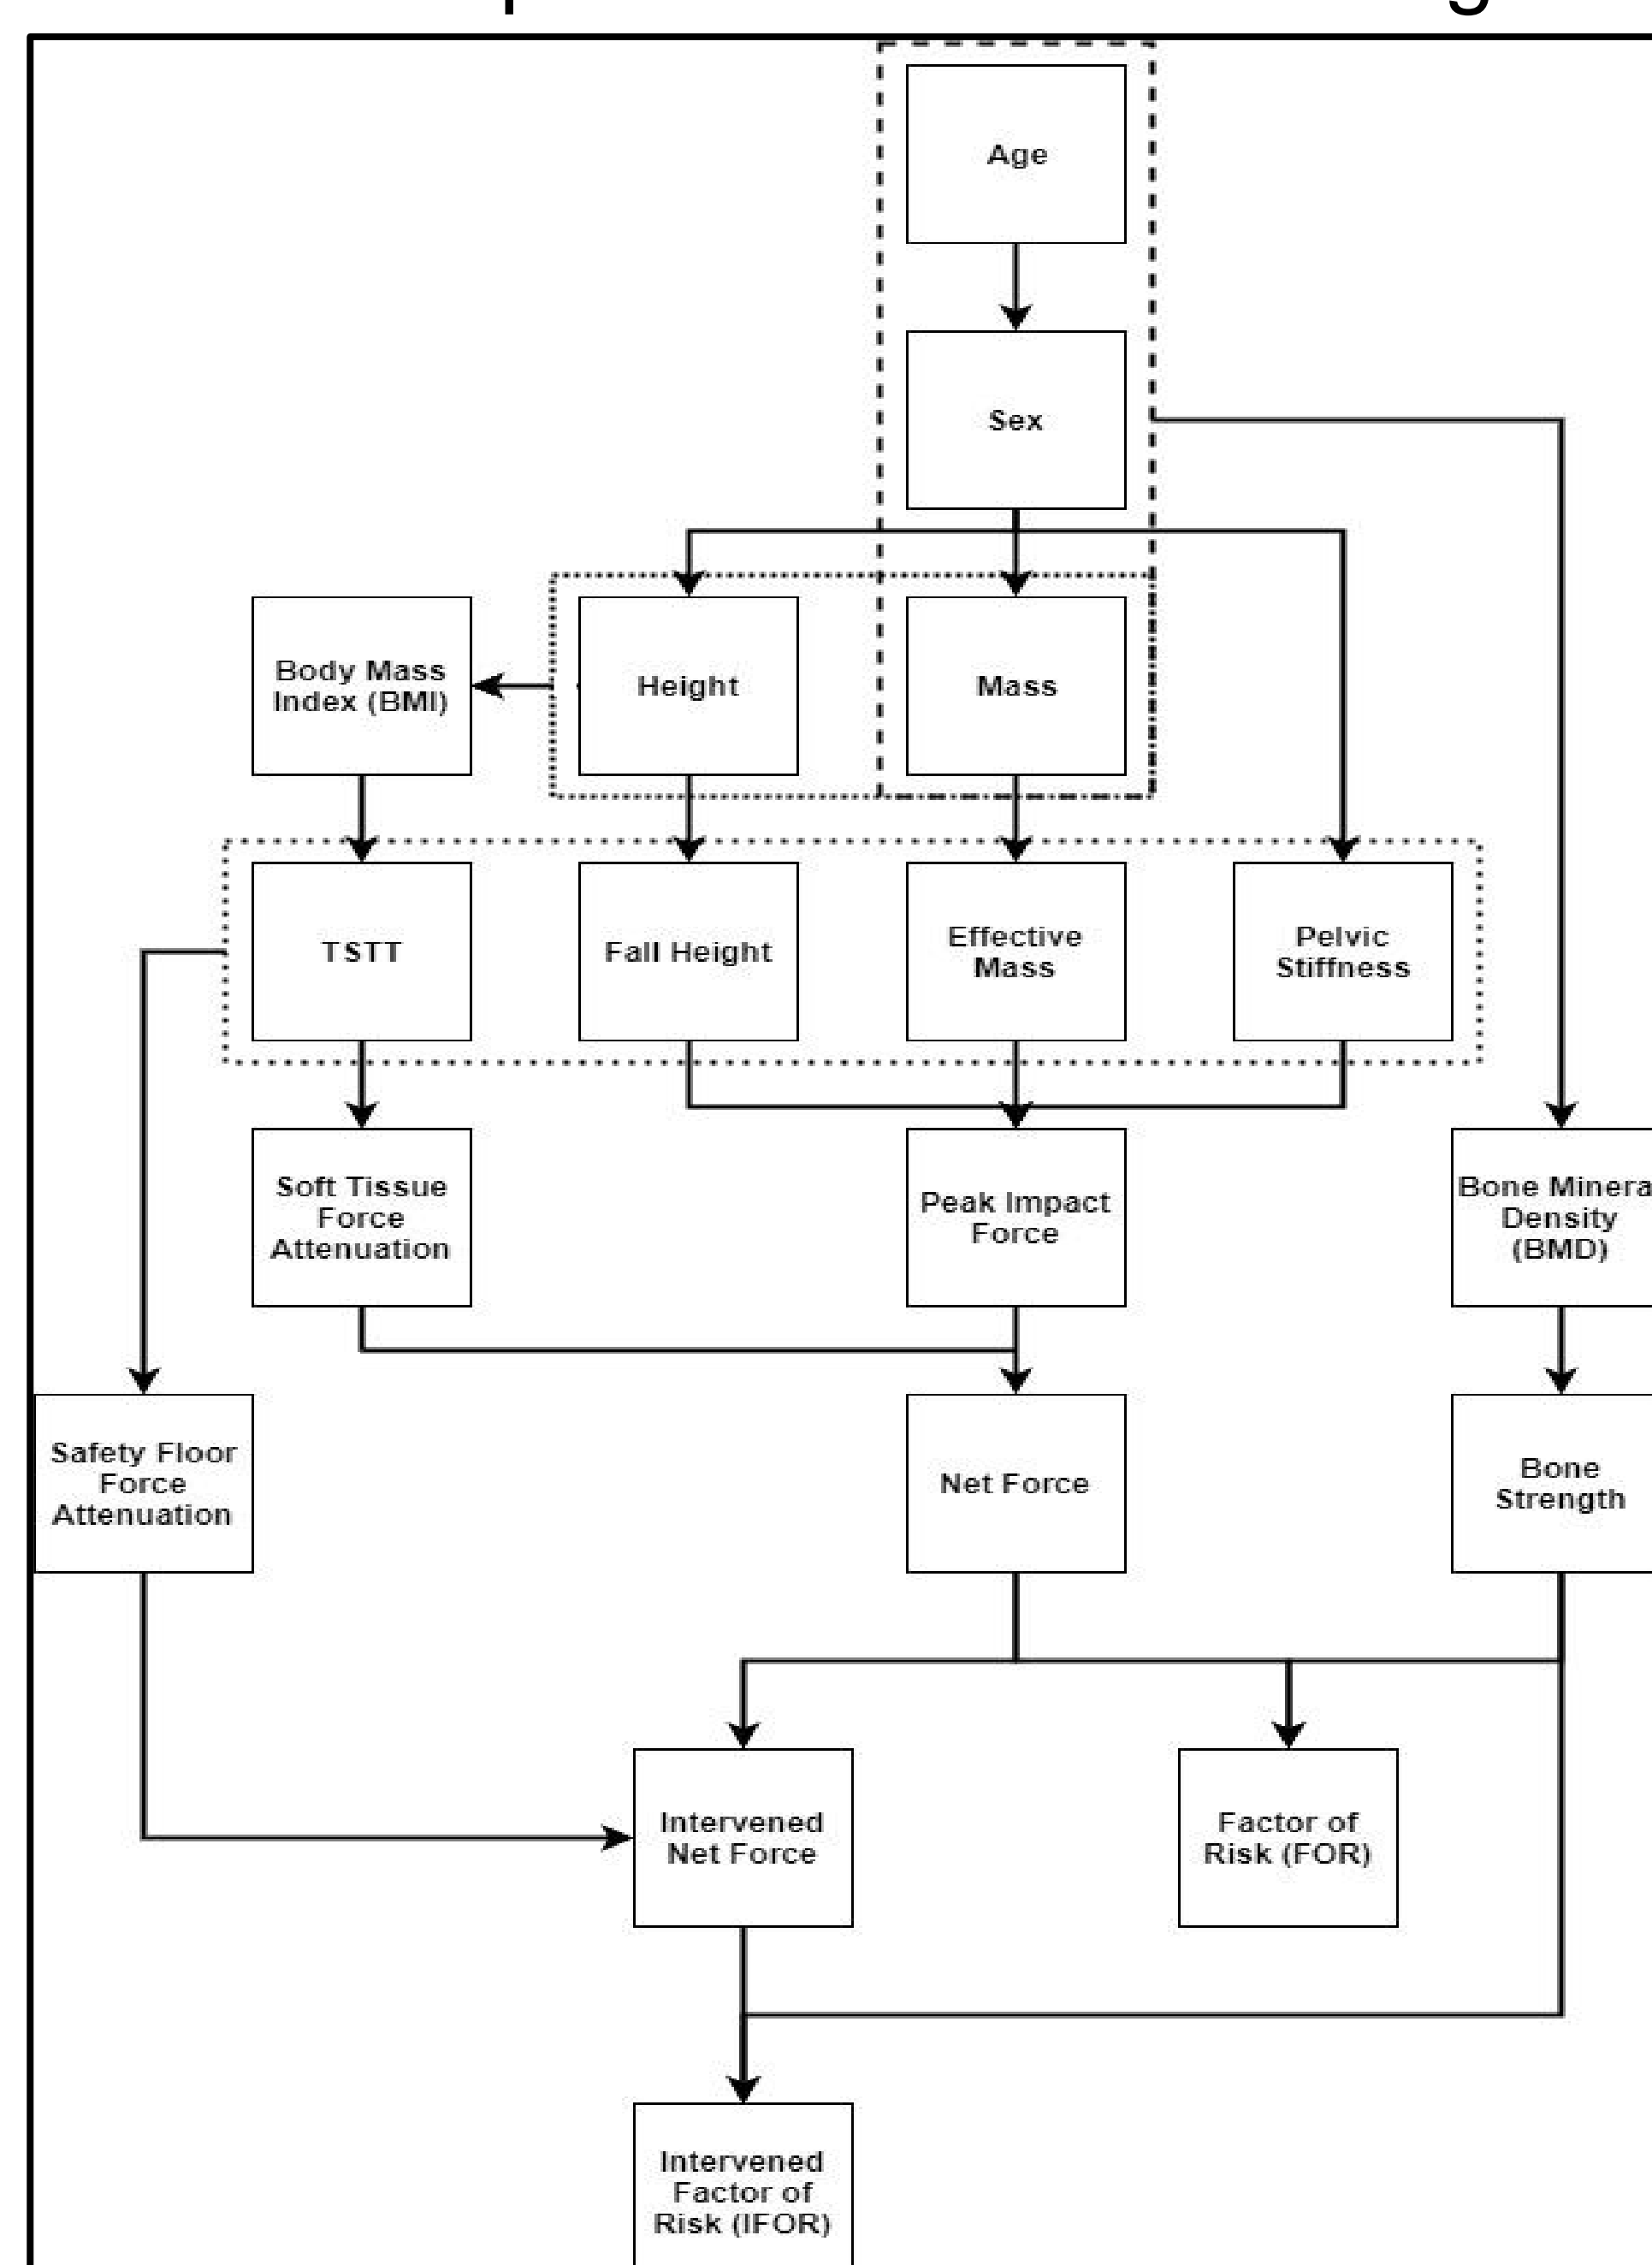 Age
Sex
Body Mass
Index (BMI)
Height
Mass
TSTT
Fall Height
Effective
Mass
Pelvic
Stiffness
Soft Tissue
Force
Attenuation
Peak Impact
Force
Bone Minera
Density
(BMD)
Safety Floor
Force
Attenuation
Net Force
Bone
Strength
Intervened
Net Force
Factor of
Risk (FOR)
Intervened
Factor of
Risk (IFOR)